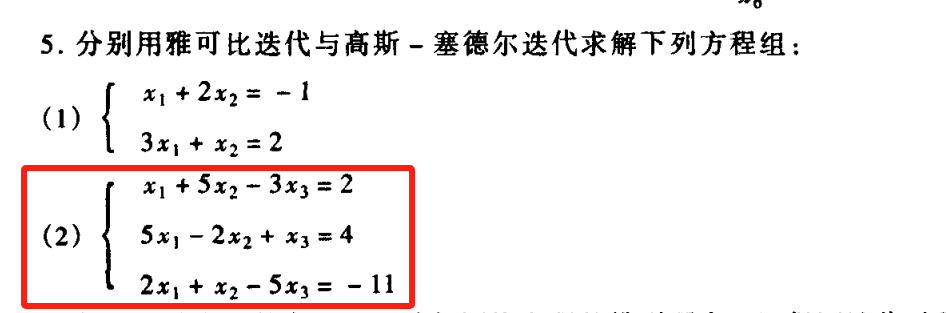 5. 分别用雅可比迭代与高斯-塞德尔迭代求解下列方程组：
(1) { x₁ + 2x₂ = - 1
3x₁ + x₂ = 2
x₁ + 5x₂ - 3x₃ = 2
(2) { 5x₁ - 2x₂ + x₃ = 4
2x₁ + x₂ - 5x₃ = - 11